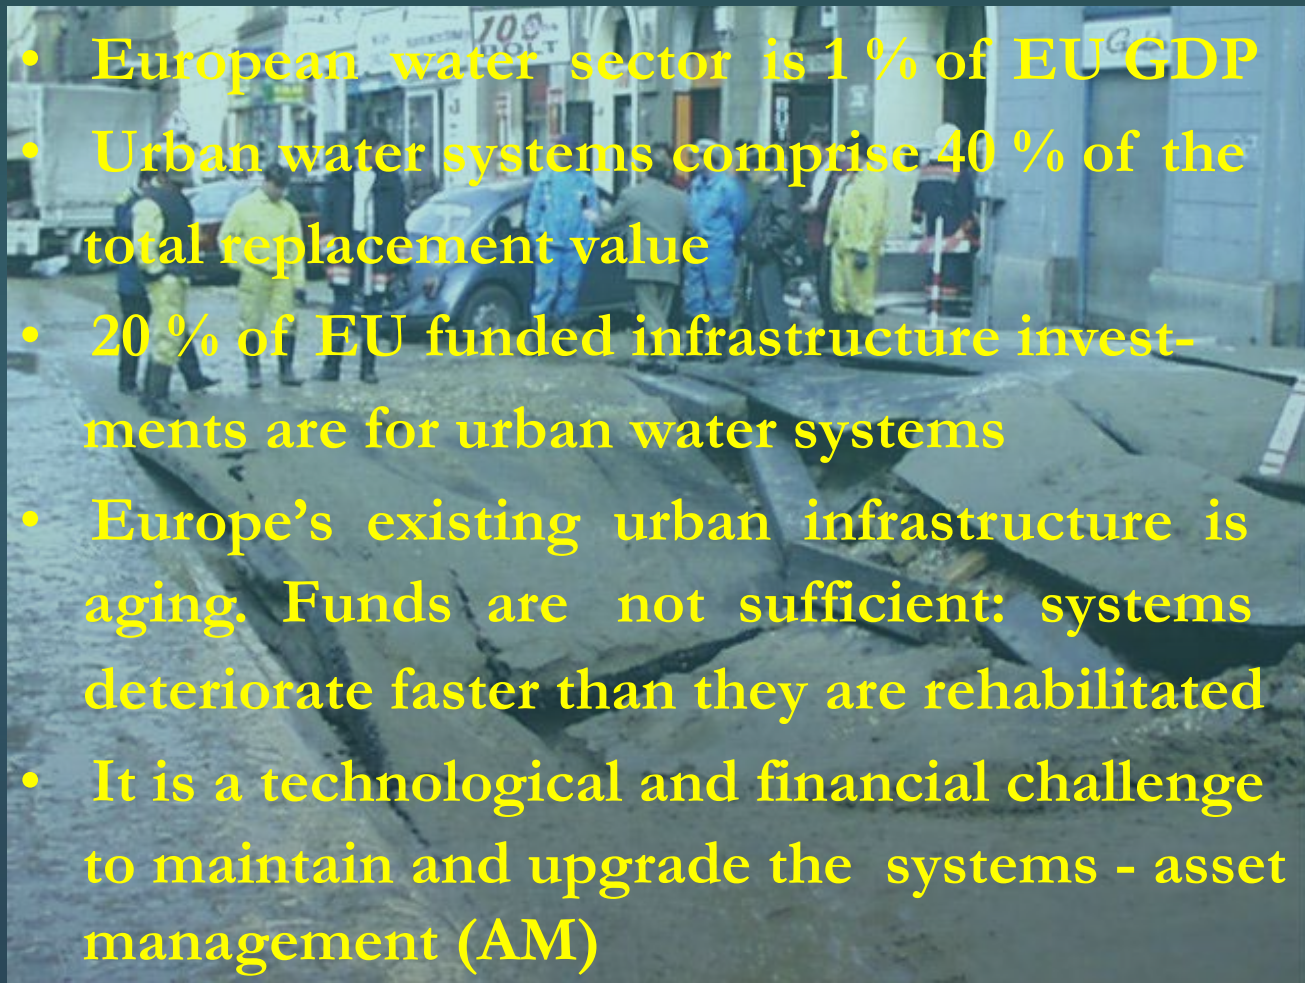 100
BOLT
• European water sector is 1 % of EU GDP
• Urban water systems comprise 40 % of the
total replacement value
• 20 % of EU funded infrastructure invest-
ments are for urban water systems
• Europe’s existing urban infrastructure is
aging. Funds are not sufficient: systems
deteriorate faster than they are rehabilitated
• It is a technological and financial challenge
to maintain and upgrade the systems - asset
management (AM)